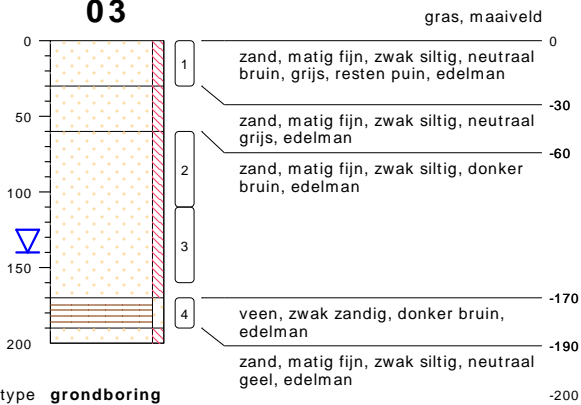 03
gras, maaiveld
0
0
1
zand, matig fijn, zwak siltig, neutraal
bruin, grijs, resten puin, edelman
-30
50
zand, matig fijn, zwak siltig, neutraal
grijs, edelman
-60
2
zand, matig fijn, zwak siltig, donker
bruin, edelman
100
3
150
-170
4
veen, zwak zandig, donker bruin,
edelman
-190
200
zand, matig fijn, zwak siltig, neutraal
geel, edelman
type grondboring
-200